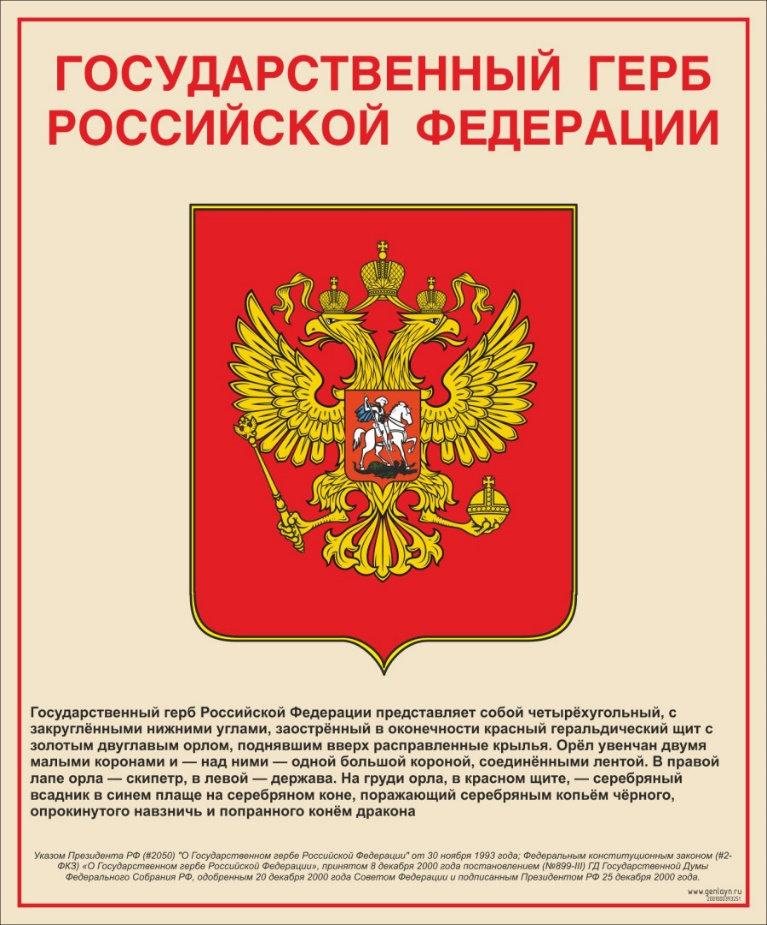 ГОСУДАРСТВЕННЫЙ ГЕРБ
РОССИЙСКОЙ ФЕДЕРАЦИИ
Государственный герб Российской Федерации представляет собой четырёхугольный, с
закруглёнными нижними углами, заострённый в оконечности красный геральдический щит с
золотым двуглавым орлом, поднявшим вверх расправленные крылья. Орёл увенчан двумя
малыми коронами и — над ними — одной большой короной, соединёнными лентой. В правой
лапе орла — скипетр, в левой — держава. На груди орла, в красном щите, — серебряный
всадник в синем плаще на серебряном коне, поражающий серебряным копьём чёрного,
опрокинутого навзничь и попранного конём дракона
Указом Президента РФ (#2050) "О Государственном гербе Российской Федерации" от 30 ноября 1993 года; Федеральным конституционным законом (#2-
ФКЗ) «О Государственном гербе Российской Федерации», принятом 8 декабря 2000 года постановлением (№899-III) ГД Государственной Думы
Федерального Собрания РФ, одобренным 20 декабря 2000 года Советом Федерации и подписанным Президентом РФ 25 декабря 2000 года.
www.genlayn.ru